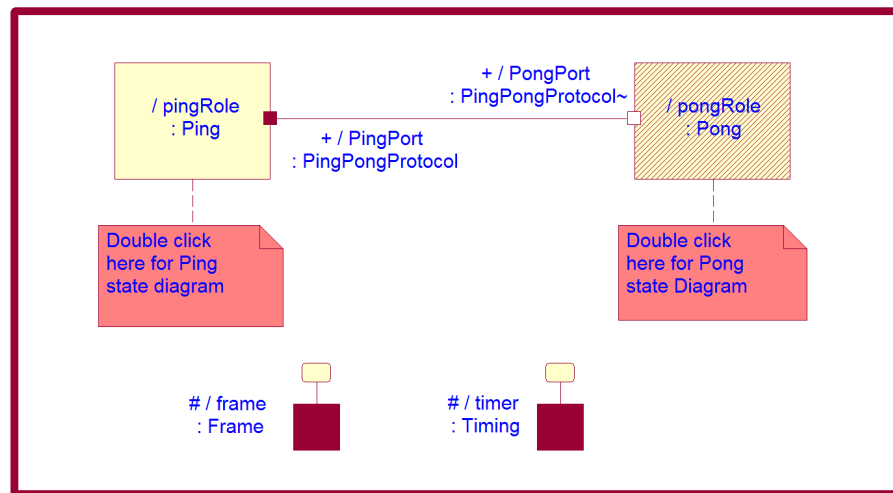 / pingRole
: Ping
+ / PingPort
: PingPongProtocol
+ / PongPort
: PingPongProtocol~
/ pongRole
: Pong
Double click
here for Ping
state diagram
Double click
here for Pong
state Diagram
# / frame
: Frame
# / timer
: Timing